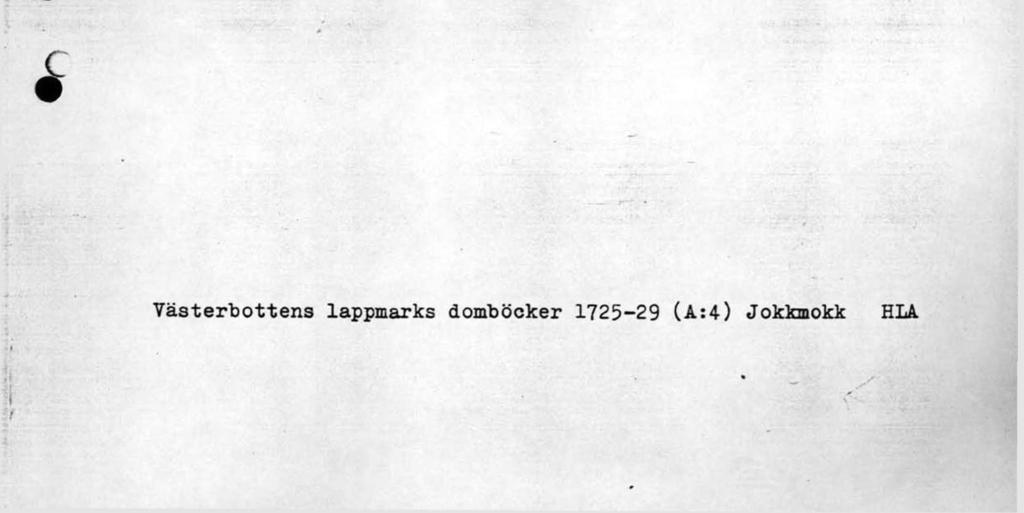 Västerbottens lappmarks domböcker 1725-29 (A:4) Jokkmokk HLA